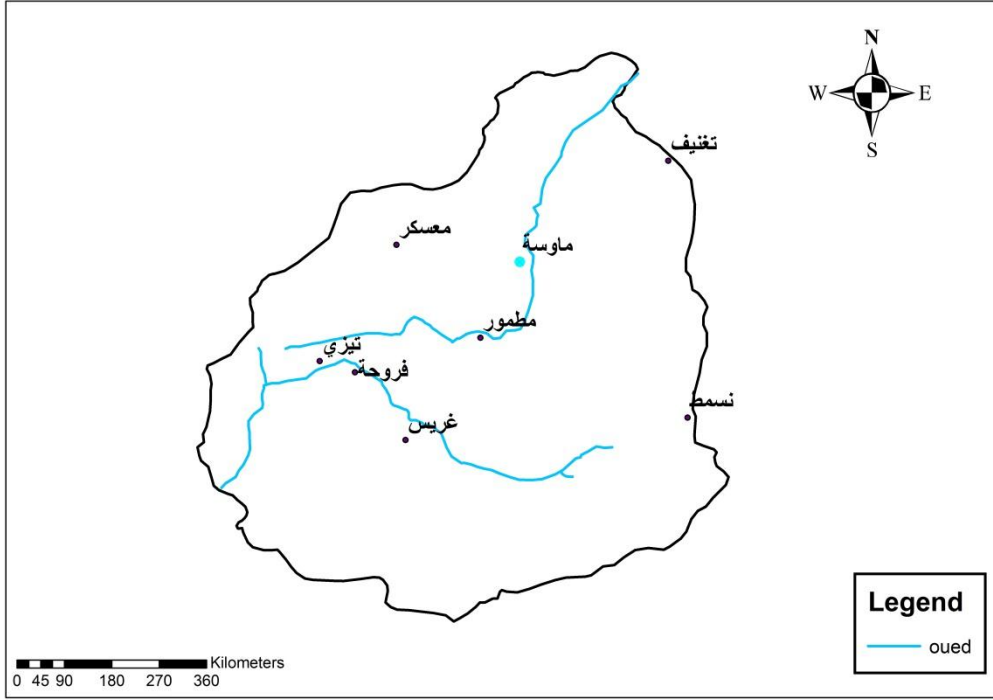 N
W E
S
تغنيف
معسكر
ماوسة
مطمور
تيزي
فروحة
نسمط
غريس
Legend
oued
Kilometers
0 45 90 180 270 360